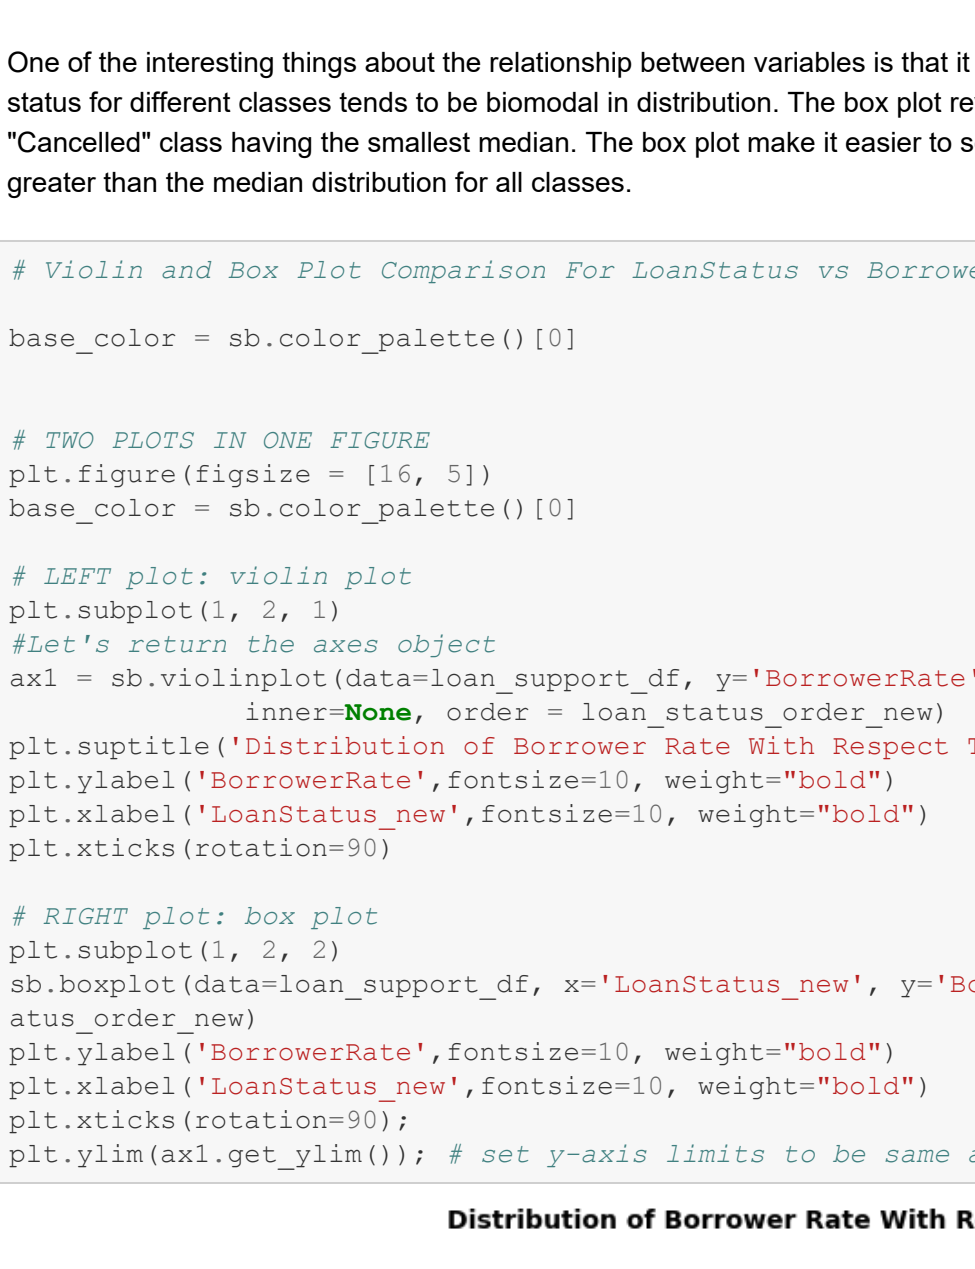 One of the interesting things about the relationship between variables is that it
status for different classes tends to be biomodal in distribution. The box plot
"Cancelled" class having the smallest median. The box plot make it easier to
greater than the median distribution for all classes.
# Violin and Box Plot Comparison For LoanStatus vs Borrowe
base_color = sb.color_palette()[0]
# TWO PLOTS IN ONE FIGURE
plt.figure(figsize = [16, 5])
base_color = sb.color_palette()[0]
# LEFT plot: violin plot
plt.subplot(1, 2, 1)
#Let's return the axes object
ax1 = sb.violinplot(data=loan_support_df, y='BorrowerRate'
inner=None, order = loan_status_order_new)
plt.suptitle('Distribution of Borrower Rate With Respect T
plt.ylabel('BorrowerRate',fontsize=10, weight="bold")
plt.xlabel('LoanStatus_new',fontsize=10, weight="bold")
plt.xticks(rotation=90)
# RIGHT plot: box plot
plt.subplot(1, 2, 2)
sb.boxplot(data=loan_support_df, x='LoanStatus_new', y='Bo
atus_order_new)
plt.ylabel('BorrowerRate',fontsize=10, weight="bold")
plt.xlabel('LoanStatus_new',fontsize=10, weight="bold")
plt.xticks(rotation=90);
plt.ylim(ax1.get_ylim()); # set y-axis limits to be same a
Distribution of Borrower Rate With R